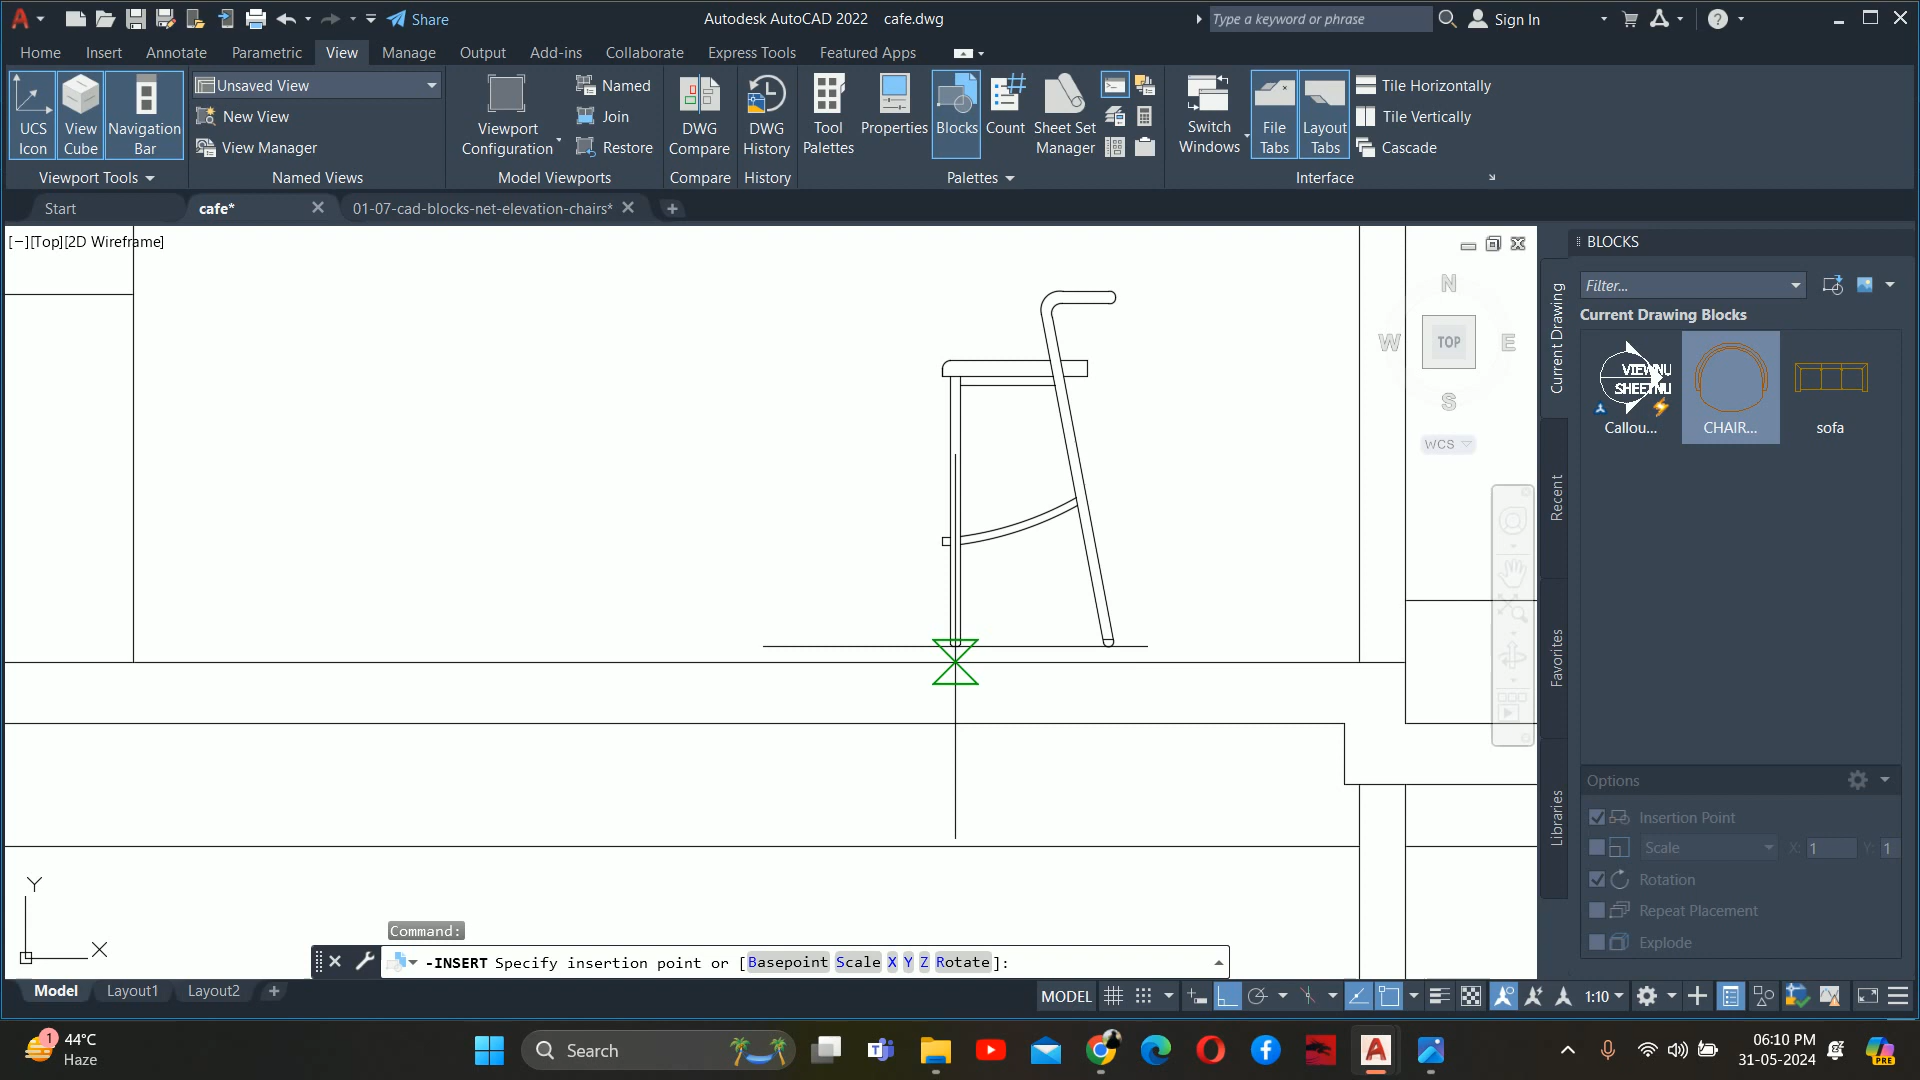 Share
Autodesk AutoCAD 2022 cafe.dwg
Type a keyword or phrase
Sign In
Home Insert Annotate Parametric View Manage Output Add-ins Collaborate Express Tools Featured Apps
UCS Icon
View Cube
Navigation Bar
Viewport Tools
Unsaved View
New View
View Manager
Named Views
Viewport Configuration
Named
Join
Restore
Model Viewports
DWG Compare
Compare
DWG History
History
Tool Palettes
Properties
Blocks
Count
Sheet Set Manager
Palettes
Switch Windows
File Tabs
Layout Tabs
Tile Horizontally
Tile Vertically
Cascade
Interface
Start
cafe*
01-07-cad-blocks-net-elevation-chairs*
[−][Top][2D Wireframe]
N
W TOP E
S
WCS
BLOCKS
Filter...
Current Drawing Blocks
VIEWNU
SHEETNU
Callou...
CHAIR...
sofa
Current Drawing
Recent
Favorites
Libraries
Options
Insertion Point
Scale X: 1 Y: 1
Rotation
Repeat Placement
Explode
Y
X
Command:
-INSERT Specify insertion point or [Basepoint Scale X Y Z Rotate]:
Model Layout1 Layout2
MODEL
1:10
1
44°C
Haze
Search
06:10 PM
31-05-2024
PRE